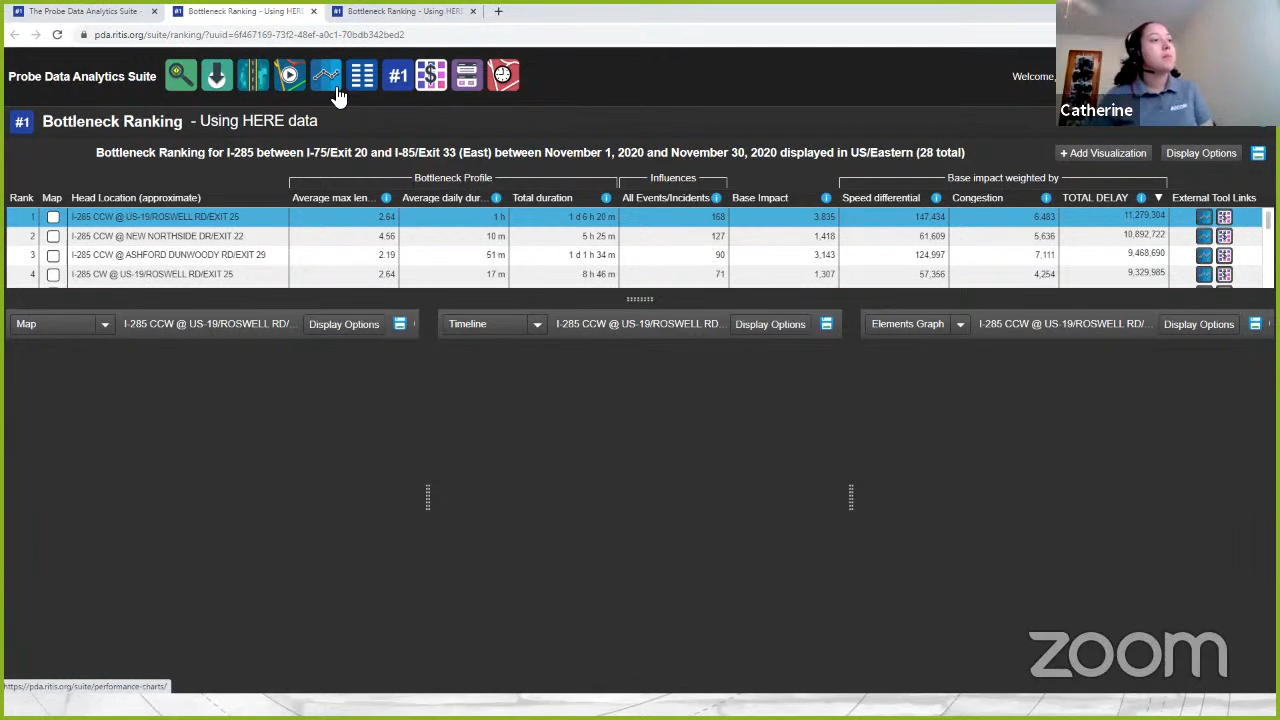 The Probe Data Analytics Suite -
Bottleneck Ranking - Using HERE
Bottleneck Ranking - Using HERE
pda.ritis.org/suite/ranking/?uuid=6f467169-73f2-48ef-a0c1-70bdb342bed2
Probe Data Analytics Suite
#1
Welcome,
Catherine
#1 Bottleneck Ranking - Using HERE data
Bottleneck Ranking for I-285 between I-75/Exit 20 and I-85/Exit 33 (East) between November 1, 2020 and November 30, 2020 displayed in US/Eastern (28 total)
+ Add Visualization Display Options
Bottleneck Profile Influences Base impact weighted by
Rank Map Head Location (approximate) Average max len... Average daily dur... Total duration All Events/Incidents Base Impact Speed differential Congestion TOTAL DELAY External Tool Links
1 I-285 CCW @ US-19/ROSWELL RD/EXIT 25 2.64 1 h 1 d 6 h 20 m 168 3,835 147,434 6,483 11,279,304
2 I-285 CCW @ NEW NORTHSIDE DR/EXIT 22 4.56 10 m 5 h 25 m 127 1,418 61,609 5,636 10,892,722
3 I-285 CCW @ ASHFORD DUNWOODY RD/EXIT 29 2.19 51 m 1 d 1 h 34 m 90 3,143 124,997 7,111 9,468,690
4 I-285 CW @ US-19/ROSWELL RD/EXIT 25 2.64 17 m 8 h 46 m 71 1,307 57,356 4,254 9,329,985
Map I-285 CCW @ US-19/ROSWELL RD/... Display Options Timeline I-285 CCW @ US-19/ROSWELL RD... Display Options Elements Graph I-285 CCW @ US-19/ROSWELL RD/... Display Options
zoom
https://pda.ritis.org/suite/performance-charts/